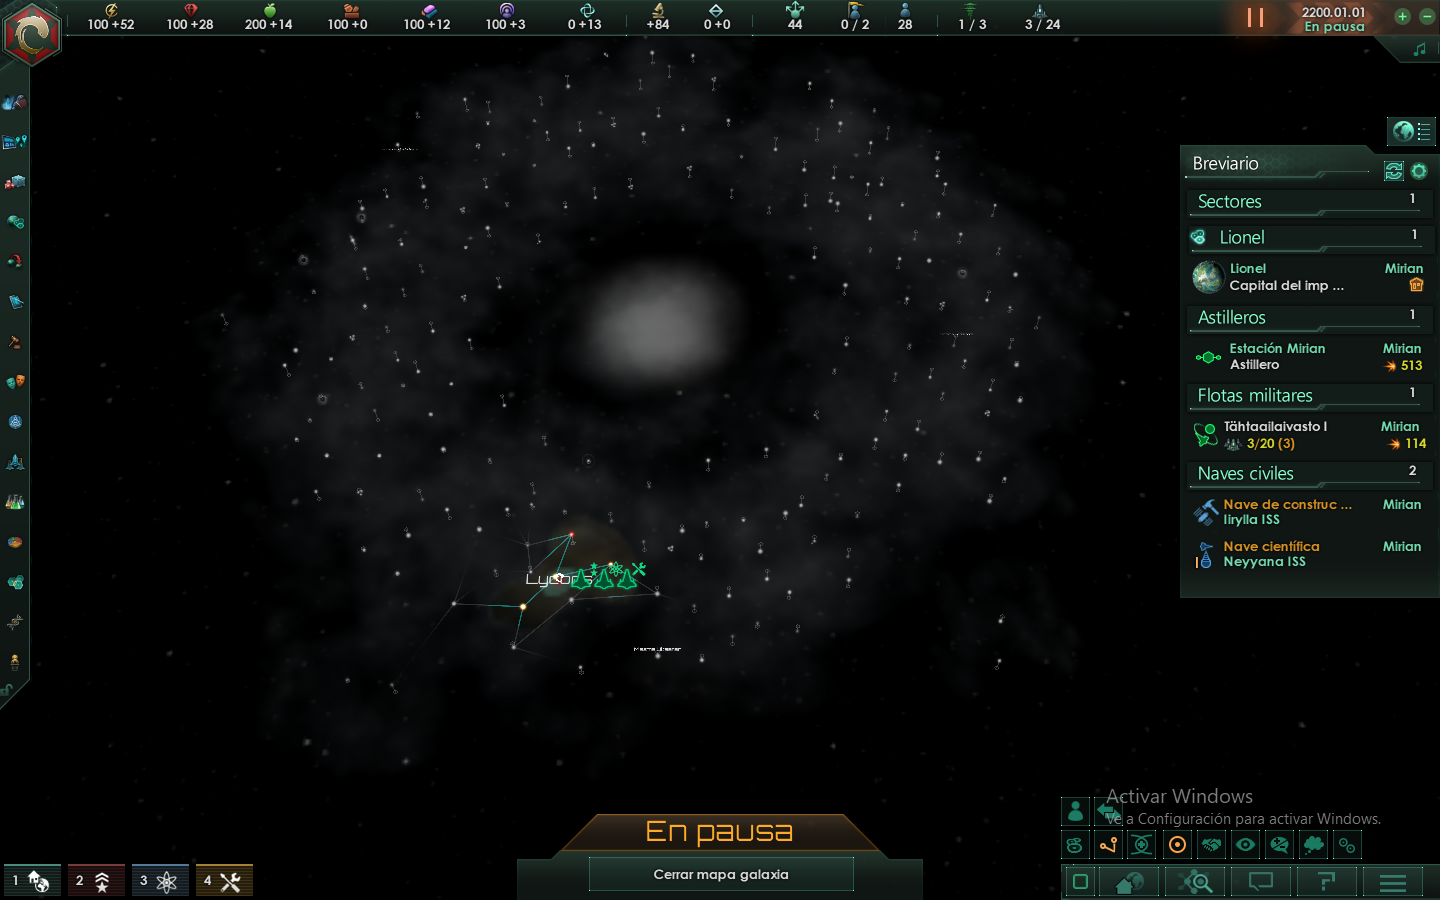 100 +52 100 +28 200 +14 100 +0 100 +12 100 +3 0 +13 +84 0 +0 44 0 / 2 28 1 / 3 3 / 24
2200.01.01
En pausa
Breviario
Sectores 1
Lionel 1
Lionel Mirian
Capital del imp ...
Astilleros 1
Estación Mirian Mirian
Astillero 513
Flotas militares 1
Tähtaailaivasto I Mirian
3/20 (3) 114
Naves civiles 2
Nave de construc ... Mirian
Iirylla ISS
Nave científica Mirian
Neyyana ISS
En pausa
Cerrar mapa galaxia
1 2 3 4
Activar Windows
Ve a Configuración para activar Windows.